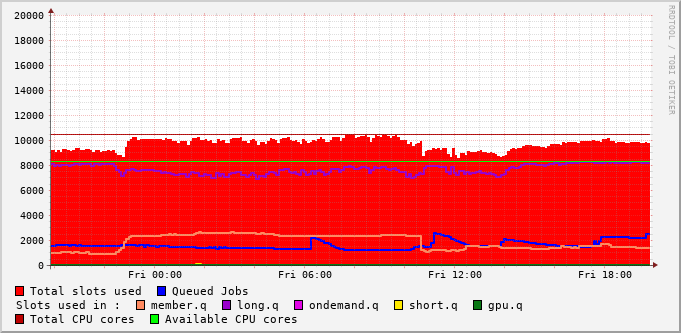 RRDTOOL / TOBI OETIKER
20000
18000
16000
14000
12000
10000
8000
6000
4000
2000
0
Fri 00:00 Fri 06:00 Fri 12:00 Fri 18:00
Total slots used Queued Jobs
Slots used in : member.q long.q ondemand.q short.q gpu.q
Total CPU cores Available CPU cores